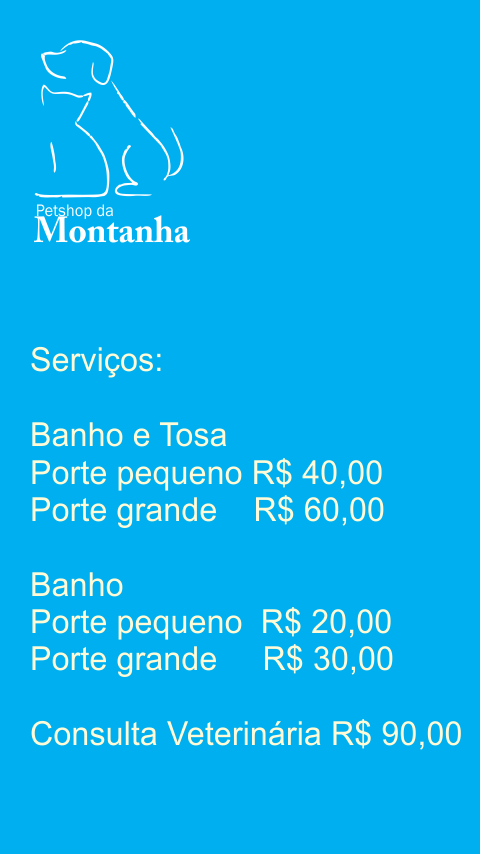 Petshop da
Montanha
Serviços:
Banho e Tosa
Porte pequeno R$ 40,00
Porte grande R$ 60,00
Banho
Porte pequeno R$ 20,00
Porte grande R$ 30,00
Consulta Veterinária R$ 90,00